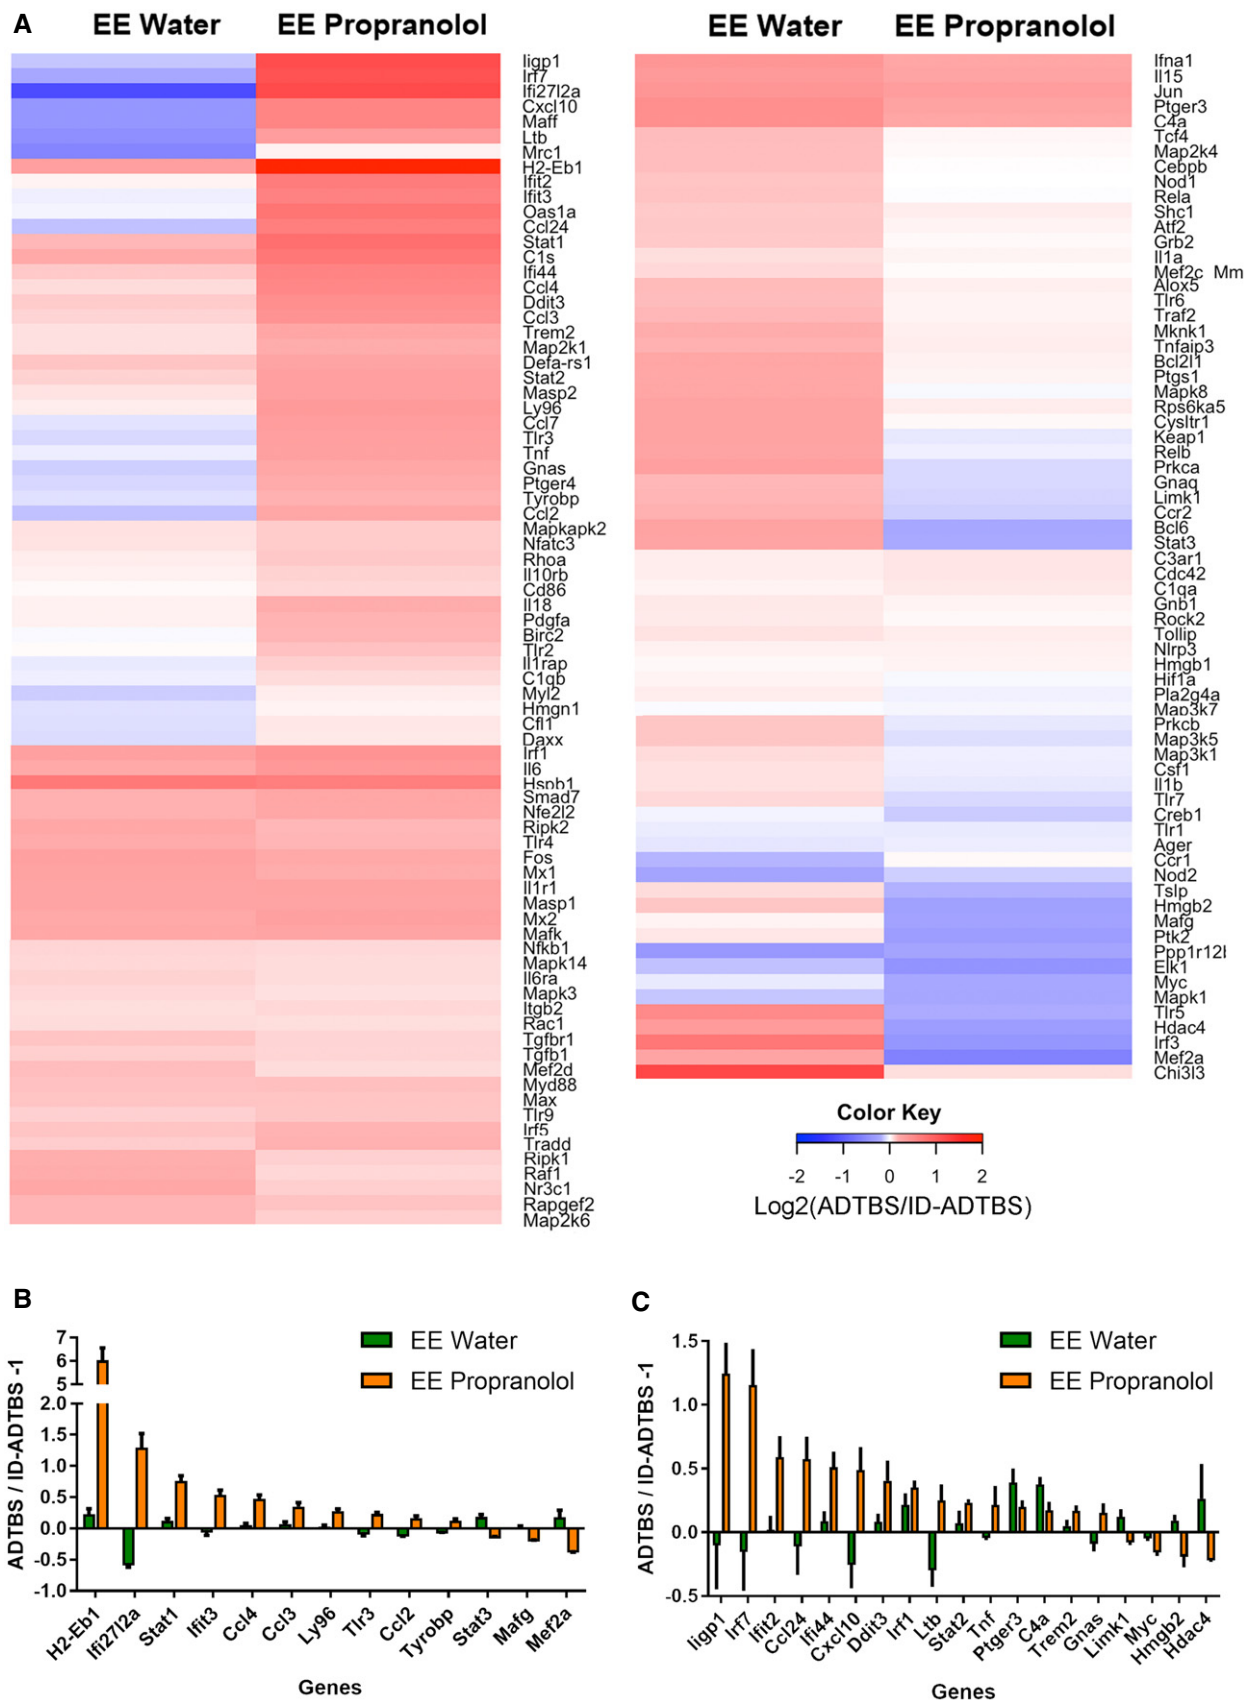 A
EE Water
EE Propranolol
Iigp1
Irf7
Ifi27l2a
Cxcl10
Maff
Ltb
Mrc1
H2-Eb1
Ifit2
Ifit3
Oas1a
Ccl24
Stat1
C1s
Ifi44
Ccl4
Ddit3
Ccl3
Trem2
Map2k1
Defa-rs1
Stat2
Masp2
Ly96
Ccl7
Tlr3
Tnf
Gnas
Ptger4
Tyrobp
Ccl2
Mapkapk2
Nfatc3
Rhoa
Il10rb
Cd86
Il18
Pdgfa
Birc2
Tlr2
Il1rap
C1qb
Myl2
Hmgn1
Cfl1
Daxx
Irf1
Il6
Hspb1
Smad7
Nfe2l2
Ripk2
Tlr4
Fos
Mx1
Il1r1
Masp1
Mx2
Mafk
Nfkb1
Mapk14
Il6ra
Mapk3
Itgb2
Rac1
Tgfbr1
Tgfb1
Mef2d
Myd88
Max
Tlr9
Irf5
Tradd
Ripk1
Raf1
Nr3c1
Rapgef2
Map2k6
EE Water
EE Propranolol
Ifna1
Il15
Jun
Ptger3
C4a
Tcf4
Map2k4
Cebpb
Nod1
Rela
Shc1
Atf2
Grb2
Il1a
Mef2c Mm
Alox5
Tlr6
Traf2
Mknk1
Tnfaip3
Bcl2l1
Ptgs1
Mapk8
Rps6ka5
Cysltr1
Keap1
Relb
Prkca
Gnaq
Limk1
Ccr2
Bcl6
Stat3
C3ar1
Cdc42
C1qa
Gnb1
Rock2
Tollip
Nlrp3
Hmgb1
Hif1a
Pla2g4a
Map3k7
Prkcb
Map3k5
Map3k1
Csf1
Il1b
Tlr7
Creb1
Tlr1
Ager
Ccr1
Nod2
Tslp
Hmgb2
Mafg
Ptk2
Ppp1r12l
Elk1
Myc
Mapk1
Tlr5
Hdac4
Irf3
Mef2a
Chi3l3
Color Key
-2 -1 0 1 2
Log2(ADTBS/ID-ADTBS)
B
ADTBS / ID-ADTBS -1
7
6
5
2.0
1.5
1.0
0.5
0.0
-0.5
-1.0
EE Water
EE Propranolol
H2-Eb1 Ifi27l2a Stat1 Ifit3 Ccl4 Ccl3 Ly96 Tlr3 Ccl2 Tyrobp Stat3 Mafg Mef2a
Genes
C
ADTBS / ID-ADTBS -1
1.5
1.0
0.5
0.0
-0.5
EE Water
EE Propranolol
Iigp1 Irf7 Ifit2 Ccl24 Ifi44 Cxcl10 Ddit3 Irf1 Ltb Stat2 Tnf Ptger3 C4a Trem2 Gnas Limk1 Myc Hmgb2 Hdac4
Genes